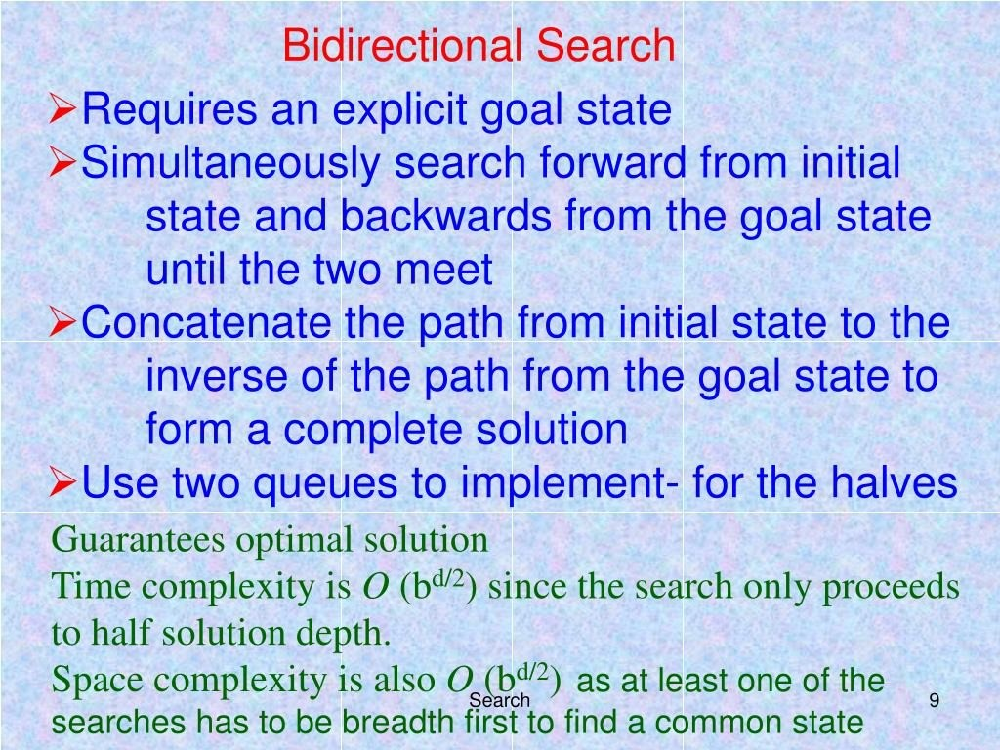 Bidirectional Search
➢Requires an explicit goal state
➢Simultaneously search forward from initial
state and backwards from the goal state
until the two meet
➢Concatenate the path from initial state to the
inverse of the path from the goal state to
form a complete solution
➢Use two queues to implement- for the halves
Guarantees optimal solution
Time complexity is O (b^d/2) since the search only proceeds
to half solution depth.
Space complexity is also O (b^d/2) as at least one of the
searches has to be breadth first to find a common state
Search
9